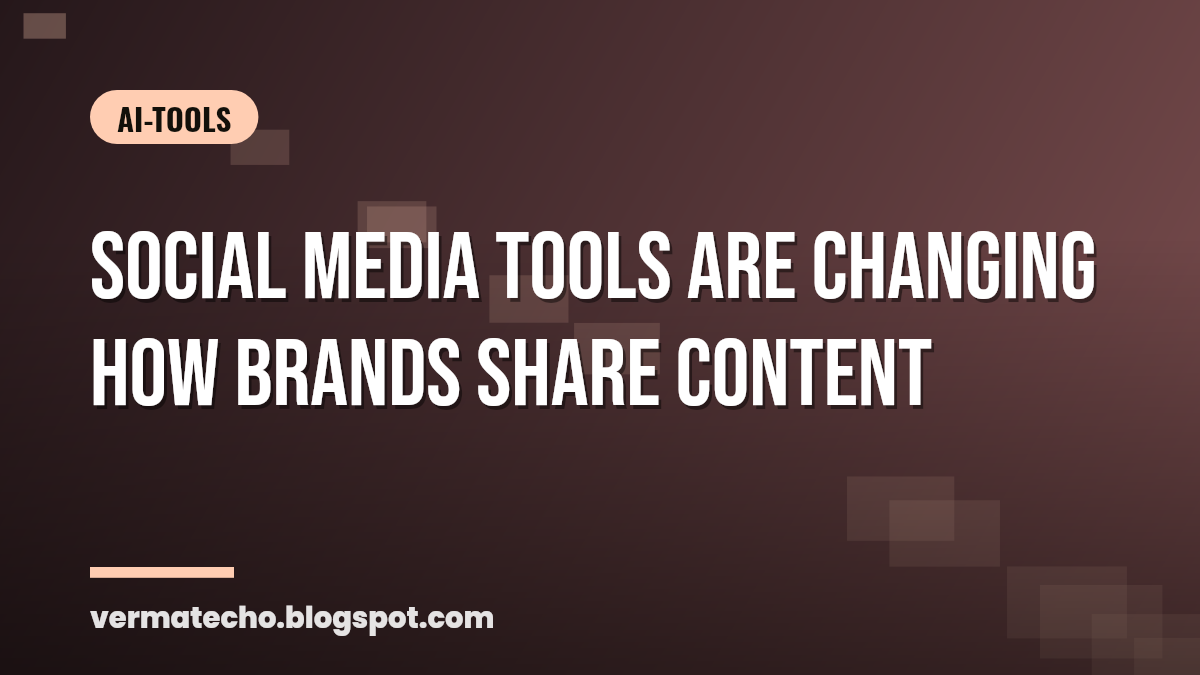 AI-TOOLS
SOCIAL MEDIA TOOLS ARE CHANGING
HOW BRANDS SHARE CONTENT
vermatecho.blogspot.com